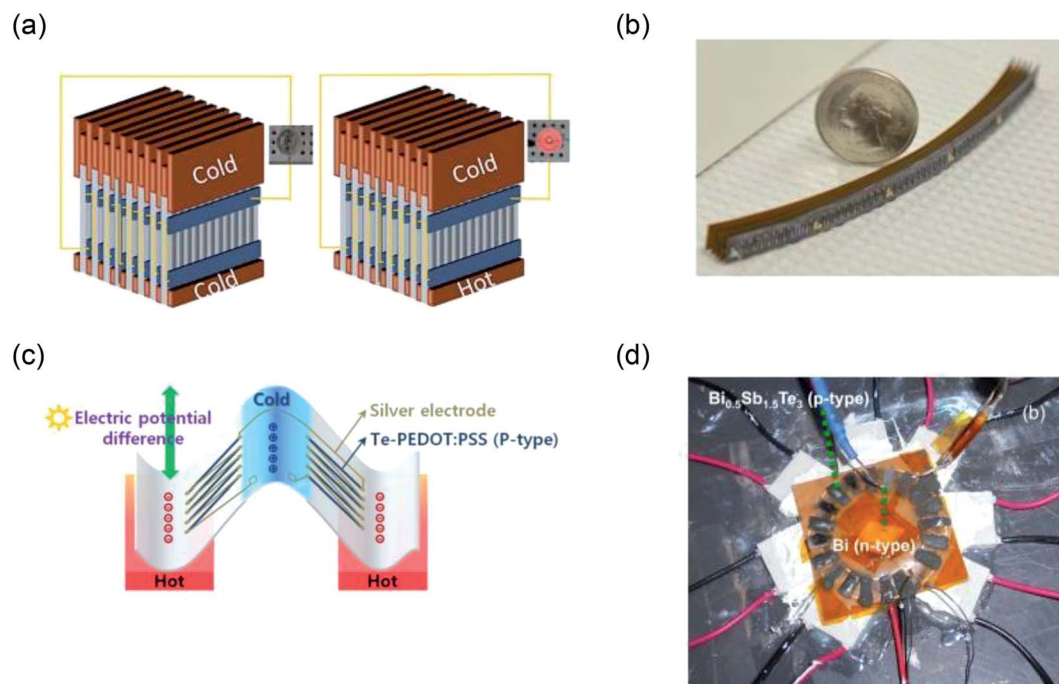 (a)
Cold
Cold
Cold
Hot
(b)
(c)
Cold
Electric potential
difference
Silver electrode
Te-PEDOT:PSS (P-type)
Hot
Hot
(d)
Bi0.5Sb1.5Te3 (p-type)
(b)
Bi (n-type)